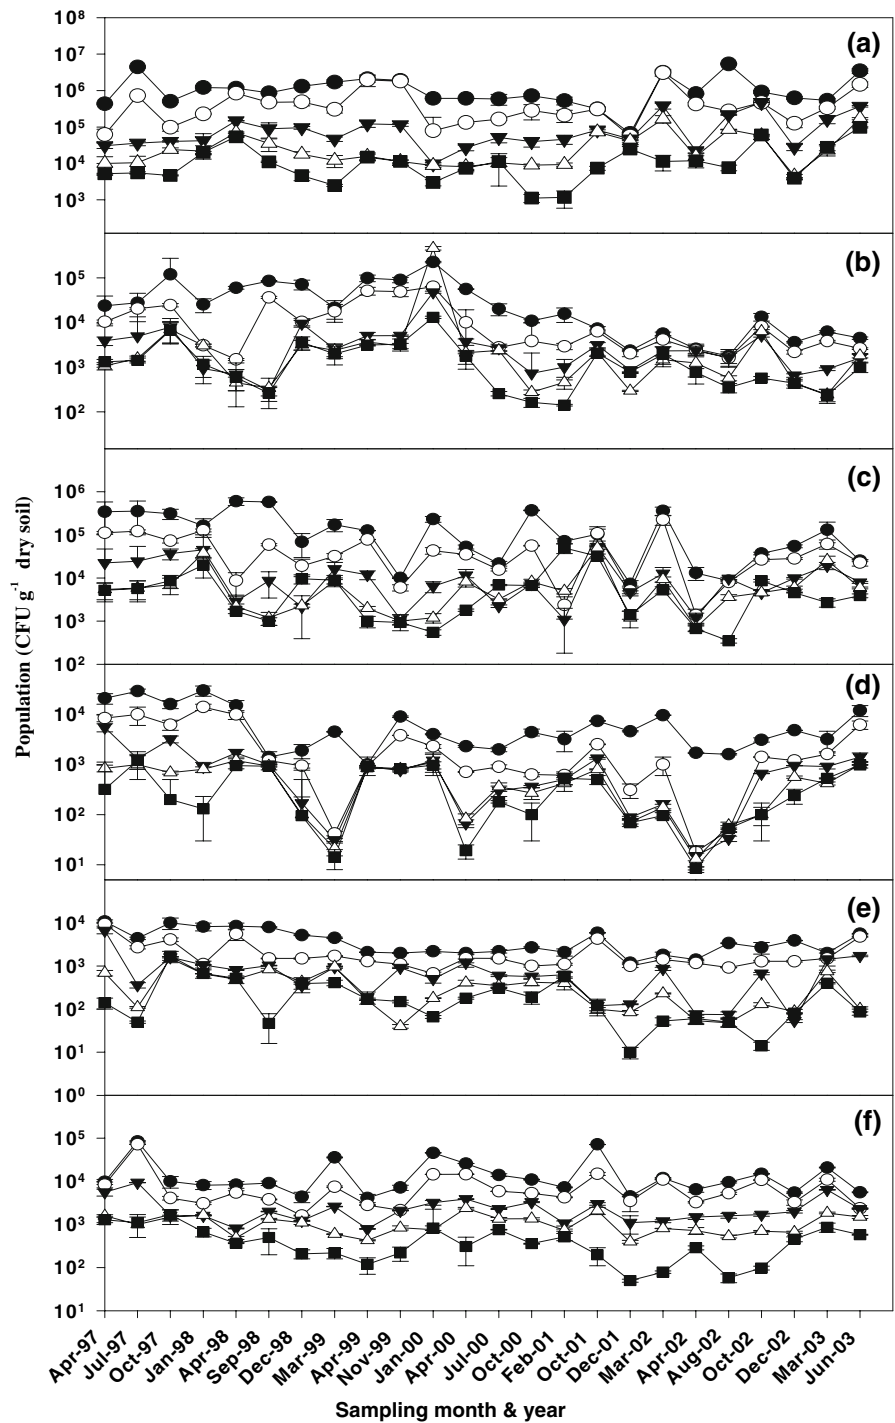 10^8
10^7
10^6
10^5
10^4
10^3
(a)
10^5
10^4
10^3
10^2
(b)
10^6
10^5
10^4
10^3
10^2
(c)
10^4
10^3
10^2
10^1
(d)
10^4
10^3
10^2
10^1
10^0
(e)
10^5
10^4
10^3
10^2
10^1
(f)
Population (CFU g^-1 dry soil)
Apr-97
Jul-97
Oct-97
Jan-98
Apr-98
Sep-98
Dec-98
Mar-99
Apr-99
Nov-99
Jan-00
Apr-00
Jul-00
Oct-00
Feb-01
Oct-01
Dec-01
Mar-02
Apr-02
Aug-02
Oct-02
Dec-02
Mar-03
Jun-03
Sampling month & year